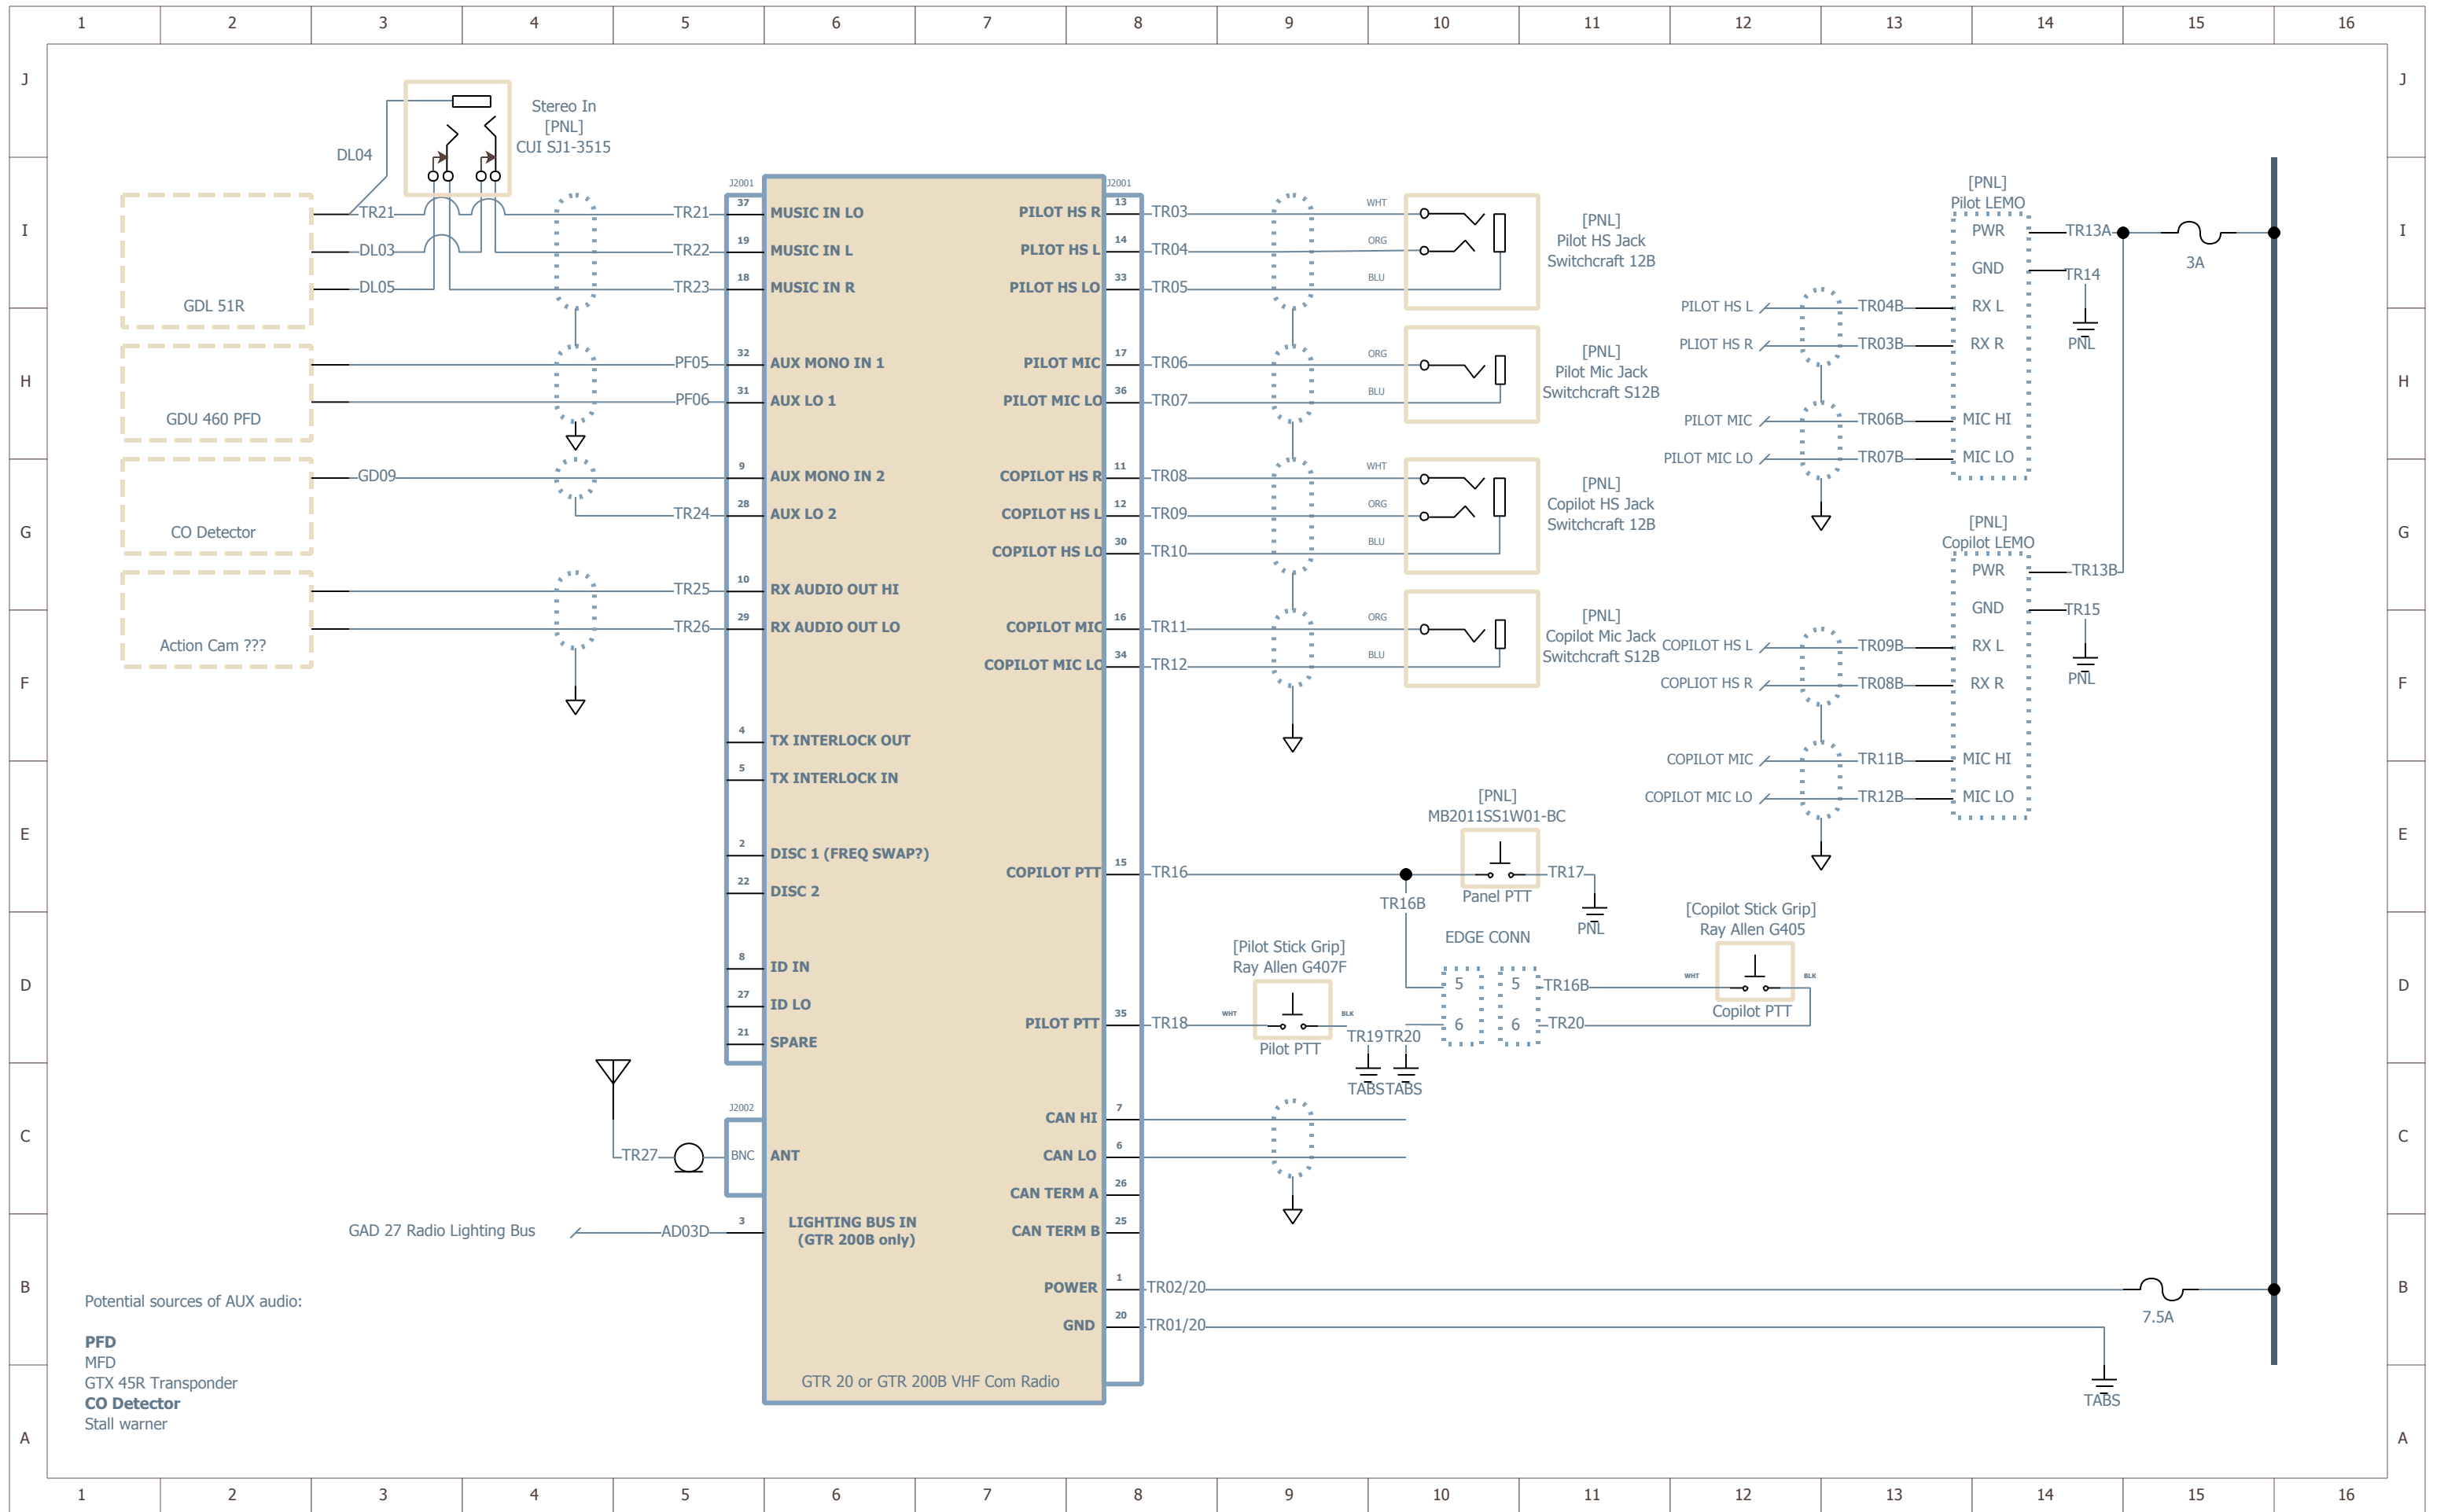 1 2 3 4 5 6 7 8 9 10 11 12 13 14 15 16
J
I
H
G
F
E
D
C
B
A
Stereo In
[PNL]
CUI SJ1-3515
DL04
TR21
DL03
DL05
GDL 51R
GDU 460 PFD
GD09
CO Detector
Action Cam ???
J2001
TR21 37 MUSIC IN LO
TR22 19 MUSIC IN L
TR23 18 MUSIC IN R
PF05 32 AUX MONO IN 1
PF06 31 AUX LO 1
9 AUX MONO IN 2
TR24 28 AUX LO 2
TR25 10 RX AUDIO OUT HI
TR26 29 RX AUDIO OUT LO
4 TX INTERLOCK OUT
5 TX INTERLOCK IN
2 DISC 1 (FREQ SWAP?)
22 DISC 2
8 ID IN
27 ID LO
21 SPARE
J2002
TR27 BNC ANT
GAD 27 Radio Lighting Bus AD03D 3 LIGHTING BUS IN
(GTR 200B only)
Potential sources of AUX audio:
PFD
MFD
GTX 45R Transponder
CO Detector
Stall warner
GTR 20 or GTR 200B VHF Com Radio
J2001
PILOT HS R 13 TR03 WHT
PLIOT HS L 14 TR04 ORG
PILOT HS LO 33 TR05 BLU
PILOT MIC 17 TR06 ORG
PILOT MIC LO 36 TR07 BLU
COPILOT HS R 11 TR08 WHT
COPILOT HS L 12 TR09 ORG
COPILOT HS LO 30 TR10 BLU
COPILOT MIC 16 TR11 ORG
COPILOT MIC LO 34 TR12 BLU
COPILOT PTT 15 TR16
PILOT PTT 35 TR18
CAN HI 7
CAN LO 6
CAN TERM A 26
CAN TERM B 25
POWER 1 TR02/20
GND 20 TR01/20
[PNL]
Pilot HS Jack
Switchcraft 12B
[PNL]
Pilot Mic Jack
Switchcraft S12B
[PNL]
Copilot HS Jack
Switchcraft 12B
[PNL]
Copilot Mic Jack
Switchcraft S12B
[PNL]
MB2011SS1W01-BC
Panel PTT
TR17
PNL
TR16B
EDGE CONN
5 5 TR16B
6 6 TR20
[Pilot Stick Grip]
Ray Allen G407F
WHT BLK
Pilot PTT
TR19 TR20
TABS TABS
[Copilot Stick Grip]
Ray Allen G405
WHT BLK
Copilot PTT
[PNL]
Pilot LEMO
PWR TR13A
3A
GND TR14
PNL
PILOT HS L TR04B RX L
PLIOT HS R TR03B RX R
PILOT MIC TR06B MIC HI
PILOT MIC LO TR07B MIC LO
[PNL]
Copilot LEMO
PWR TR13B
GND TR15
PNL
COPILOT HS L TR09B RX L
COPLIOT HS R TR08B RX R
COPILOT MIC TR11B MIC HI
COPILOT MIC LO TR12B MIC LO
7.5A
TABS
J
I
H
G
F
E
D
C
B
A
1 2 3 4 5 6 7 8 9 10 11 12 13 14 15 16